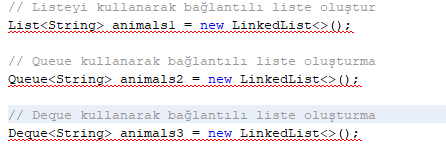 // Listeyi kullanarak bağlantılı liste oluştur
List<String> animals1 = new LinkedList<>();
// Queue kullanarak bağlantılı liste oluşturma
Queue<String> animals2 = new LinkedList<>();
// Deque kullanarak bağlantılı liste oluşturma
Deque<String> animals3 = new LinkedList<>();